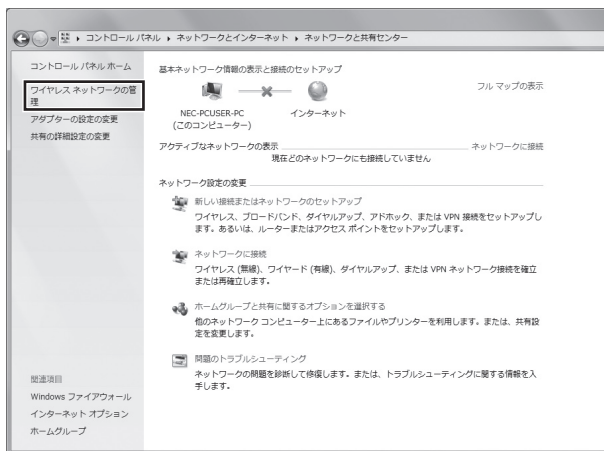 コントロール パネル ▸ ネットワークとインターネット ▸ ネットワークと共有センター
コントロール パネル ホーム
ワイヤレス ネットワークの管
理
アダプターの設定の変更
共有の詳細設定の変更
基本ネットワーク情報の表示と接続のセットアップ
フル マップの表示
NEC-PCUSER-PC
(このコンピューター)
インターネット
アクティブなネットワークの表示
ネットワークに接続
現在どのネットワークにも接続していません
ネットワーク設定の変更
新しい接続またはネットワークのセットアップ
ワイヤレス、ブロードバンド、ダイヤルアップ、アドホック、または VPN 接続をセットアップし
ます。あるいは、ルーターまたはアクセス ポイントをセットアップします。
ネットワークに接続
ワイヤレス (無線)、ワイヤード (有線)、ダイヤルアップ、または VPN ネットワーク接続を確立
または再確立します。
ホームグループと共有に関するオプションを選択する
他のネットワーク コンピューター上にあるファイルやプリンターを利用します。または、共有設
定を変更します。
問題のトラブルシューティング
ネットワークの問題を診断して修復します。または、トラブルシューティングに関する情報を入
手します。
関連項目
Windows ファイアウォール
インターネット オプション
ホームグループ